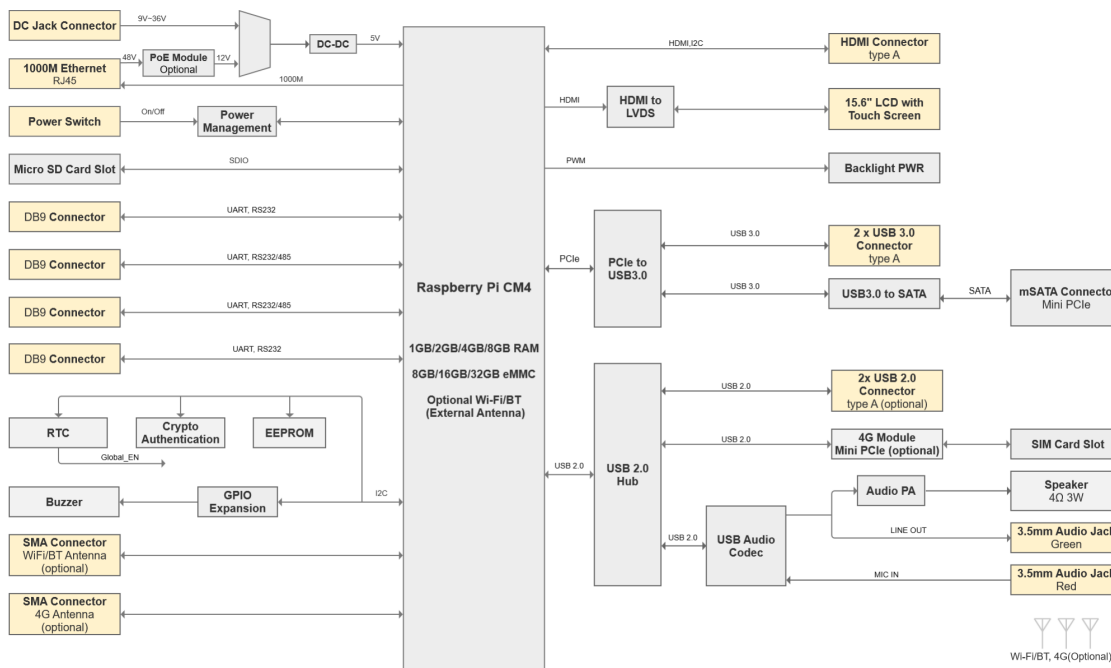 DC Jack Connector
9V~36V
DC-DC
5V
48V
PoE Module
Optional
12V
1000M Ethernet
RJ45
1000M
Power Switch
On/Off
Power
Management
Micro SD Card Slot
SDIO
DB9 Connector
UART, RS232
DB9 Connector
UART, RS232/485
DB9 Connector
UART, RS232/485
DB9 Connector
UART, RS232
RTC
Crypto
Authentication
EEPROM
Global_EN
Buzzer
GPIO
Expansion
I2C
SMA Connector
WiFi/BT Antenna
(optional)
SMA Connector
4G Antenna
(optional)
Raspberry Pi CM4
1GB/2GB/4GB/8GB RAM
8GB/16GB/32GB eMMC
Optional Wi-Fi/BT
(External Antenna)
HDMI,I2C
HDMI Connector
type A
HDMI
HDMI to
LVDS
15.6" LCD with
Touch Screen
PWM
Backlight PWR
PCIe
PCIe to
USB3.0
USB 3.0
2 x USB 3.0
Connector
type A
USB 3.0
USB3.0 to SATA
SATA
mSATA Connecto
Mini PCIe
USB 2.0
USB 2.0
Hub
USB 2.0
2x USB 2.0
Connector
type A (optional)
USB 2.0
4G Module
Mini PCIe (optional)
SIM Card Slot
USB 2.0
USB Audio
Codec
Audio PA
Speaker
4Ω 3W
LINE OUT
3.5mm Audio Jack
Green
MIC IN
3.5mm Audio Jack
Red
Wi-Fi/BT, 4G(Optional)